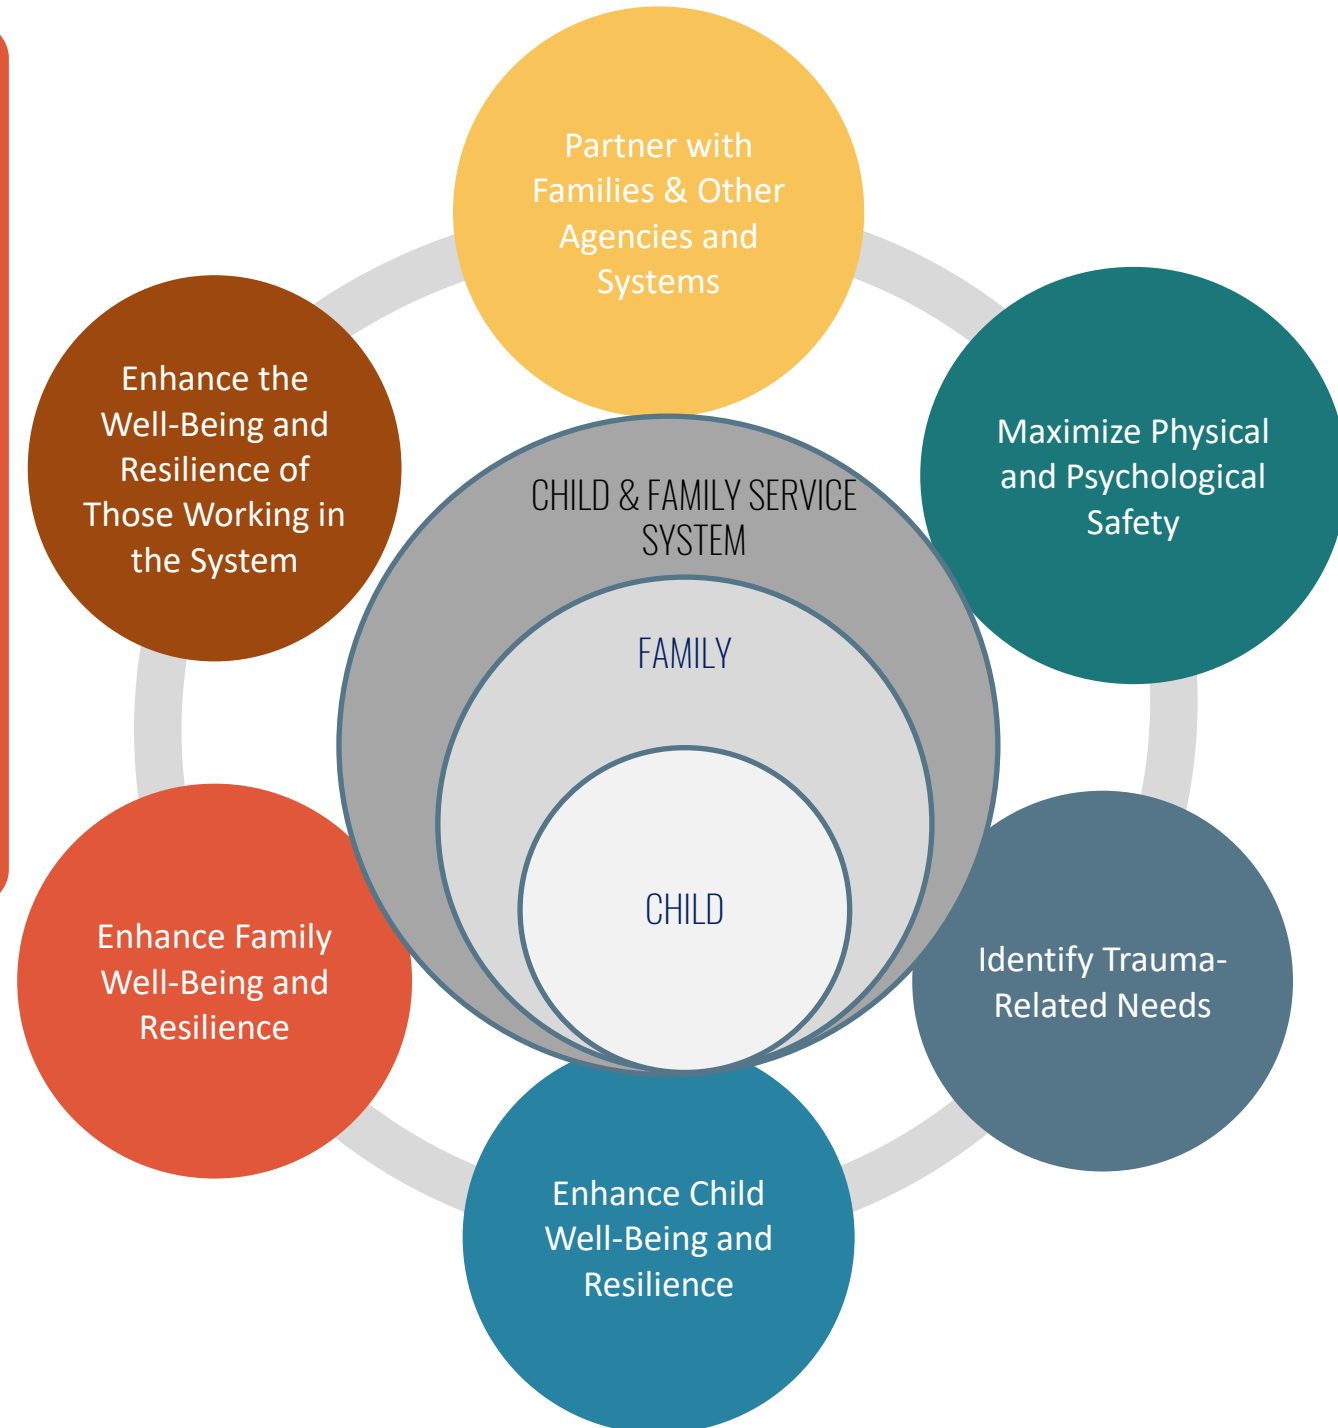 Partner with
Families & Other
Agencies and
Systems
Maximize Physical
and Psychological
Safety
Identify Trauma-
Related Needs
Enhance Child
Well-Being and
Resilience
Enhance Family
Well-Being and
Resilience
Enhance the
Well-Being and
Resilience of
Those Working in
the System
CHILD & FAMILY SERVICE
SYSTEM
FAMILY
CHILD